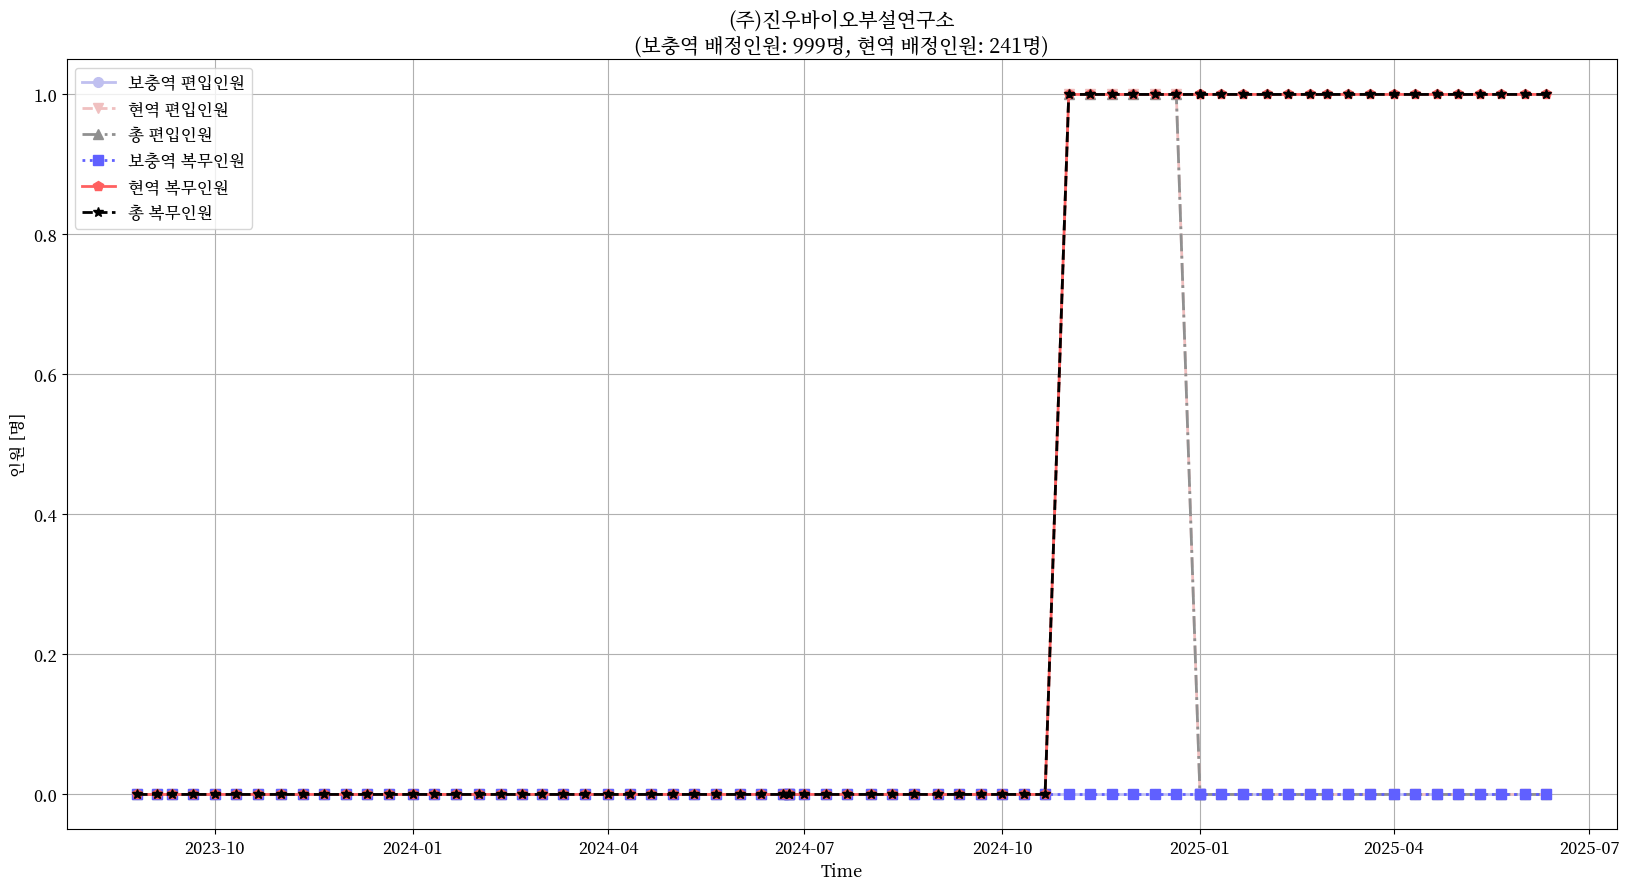 (주)진우바이오부설연구소
(보충역 배정인원: 999명, 현역 배정인원: 241명)
보충역 편입인원
현역 편입인원
총 편입인원
보충역 복무인원
현역 복무인원
총 복무인원
1.0
0.8
0.6
0.4
0.2
0.0
인원 [명]
2023-10
2024-01
2024-04
2024-07
2024-10
2025-01
2025-04
2025-07
Time